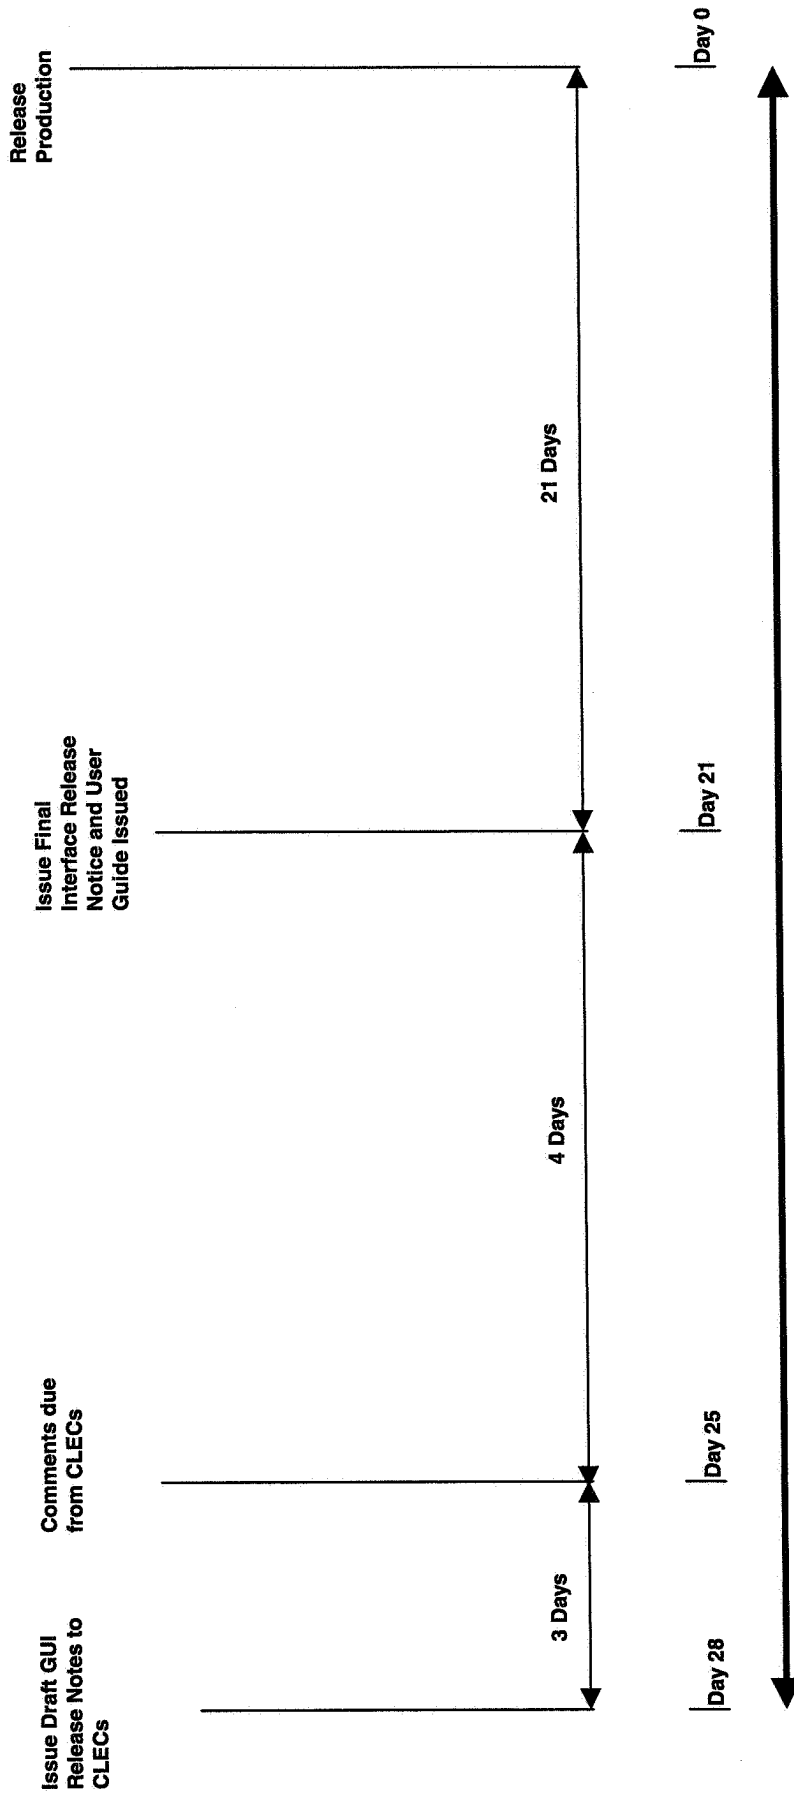 Issue Draft GUI
Release Notes to
CLECs
Comments due
from CLECs
Issue Final
Interface Release
Notice and User
Guide Issued
Release
Production
3 Days
4 Days
21 Days
Day 28
Day 25
Day 21
Day 0